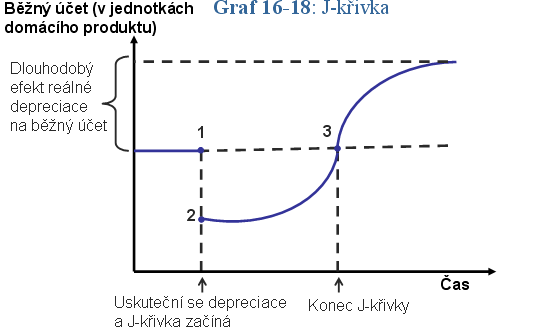 Graf 16-18: J-křivka
Běžný účet (v jednotkách
domácího produktu)
Dlouhodobý
efekt reálné
depreciace
na běžný účet
1
3
2
Čas
Uskuteční se depreciace
a J-křivka začíná
Konec J-křivky